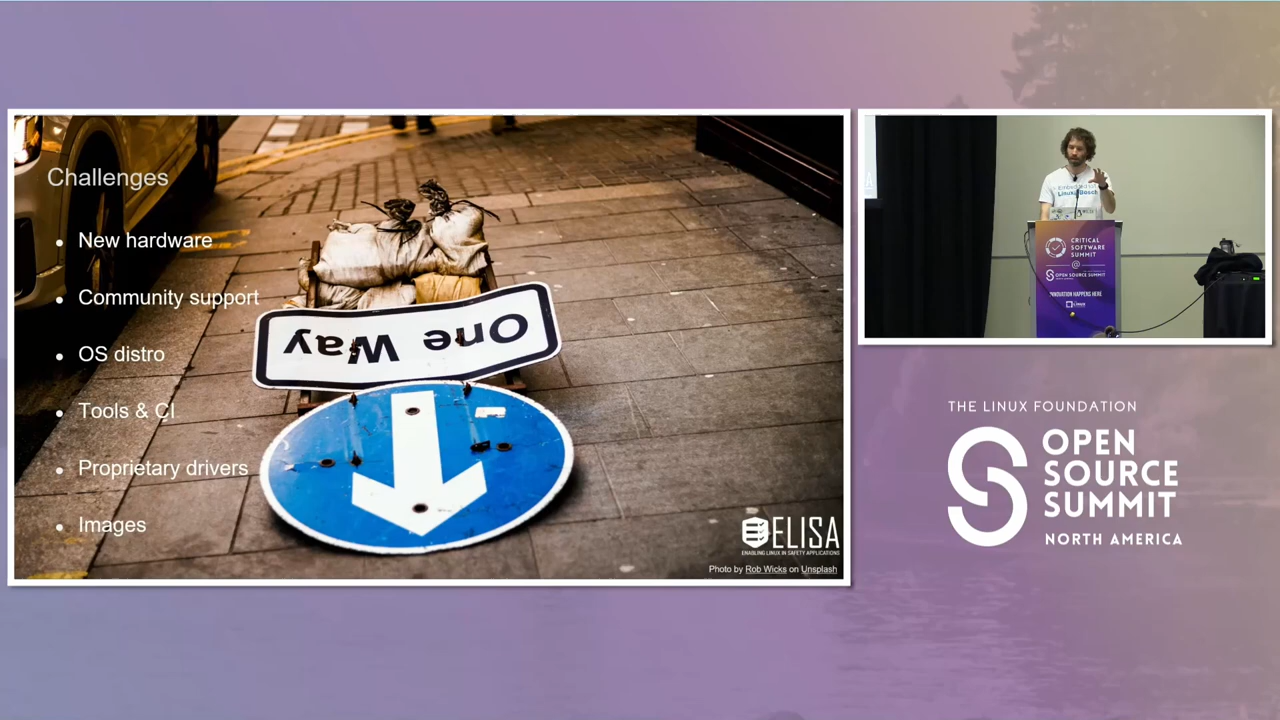 Challenges
• New hardware
• Community support
• OS distro
• Tools & CI
• Proprietary drivers
• Images
One Way
ELISA
ENABLING LINUX IN SAFETY APPLICATIONS
Photo by Rob Wicks on Unsplash
CRITICAL
SOFTWARE
SUMMIT
@
OPEN SOURCE SUMMIT
INNOVATION HAPPENS HERE
THE LINUX FOUNDATION
OPEN
SOURCE
SUMMIT
NORTH AMERICA